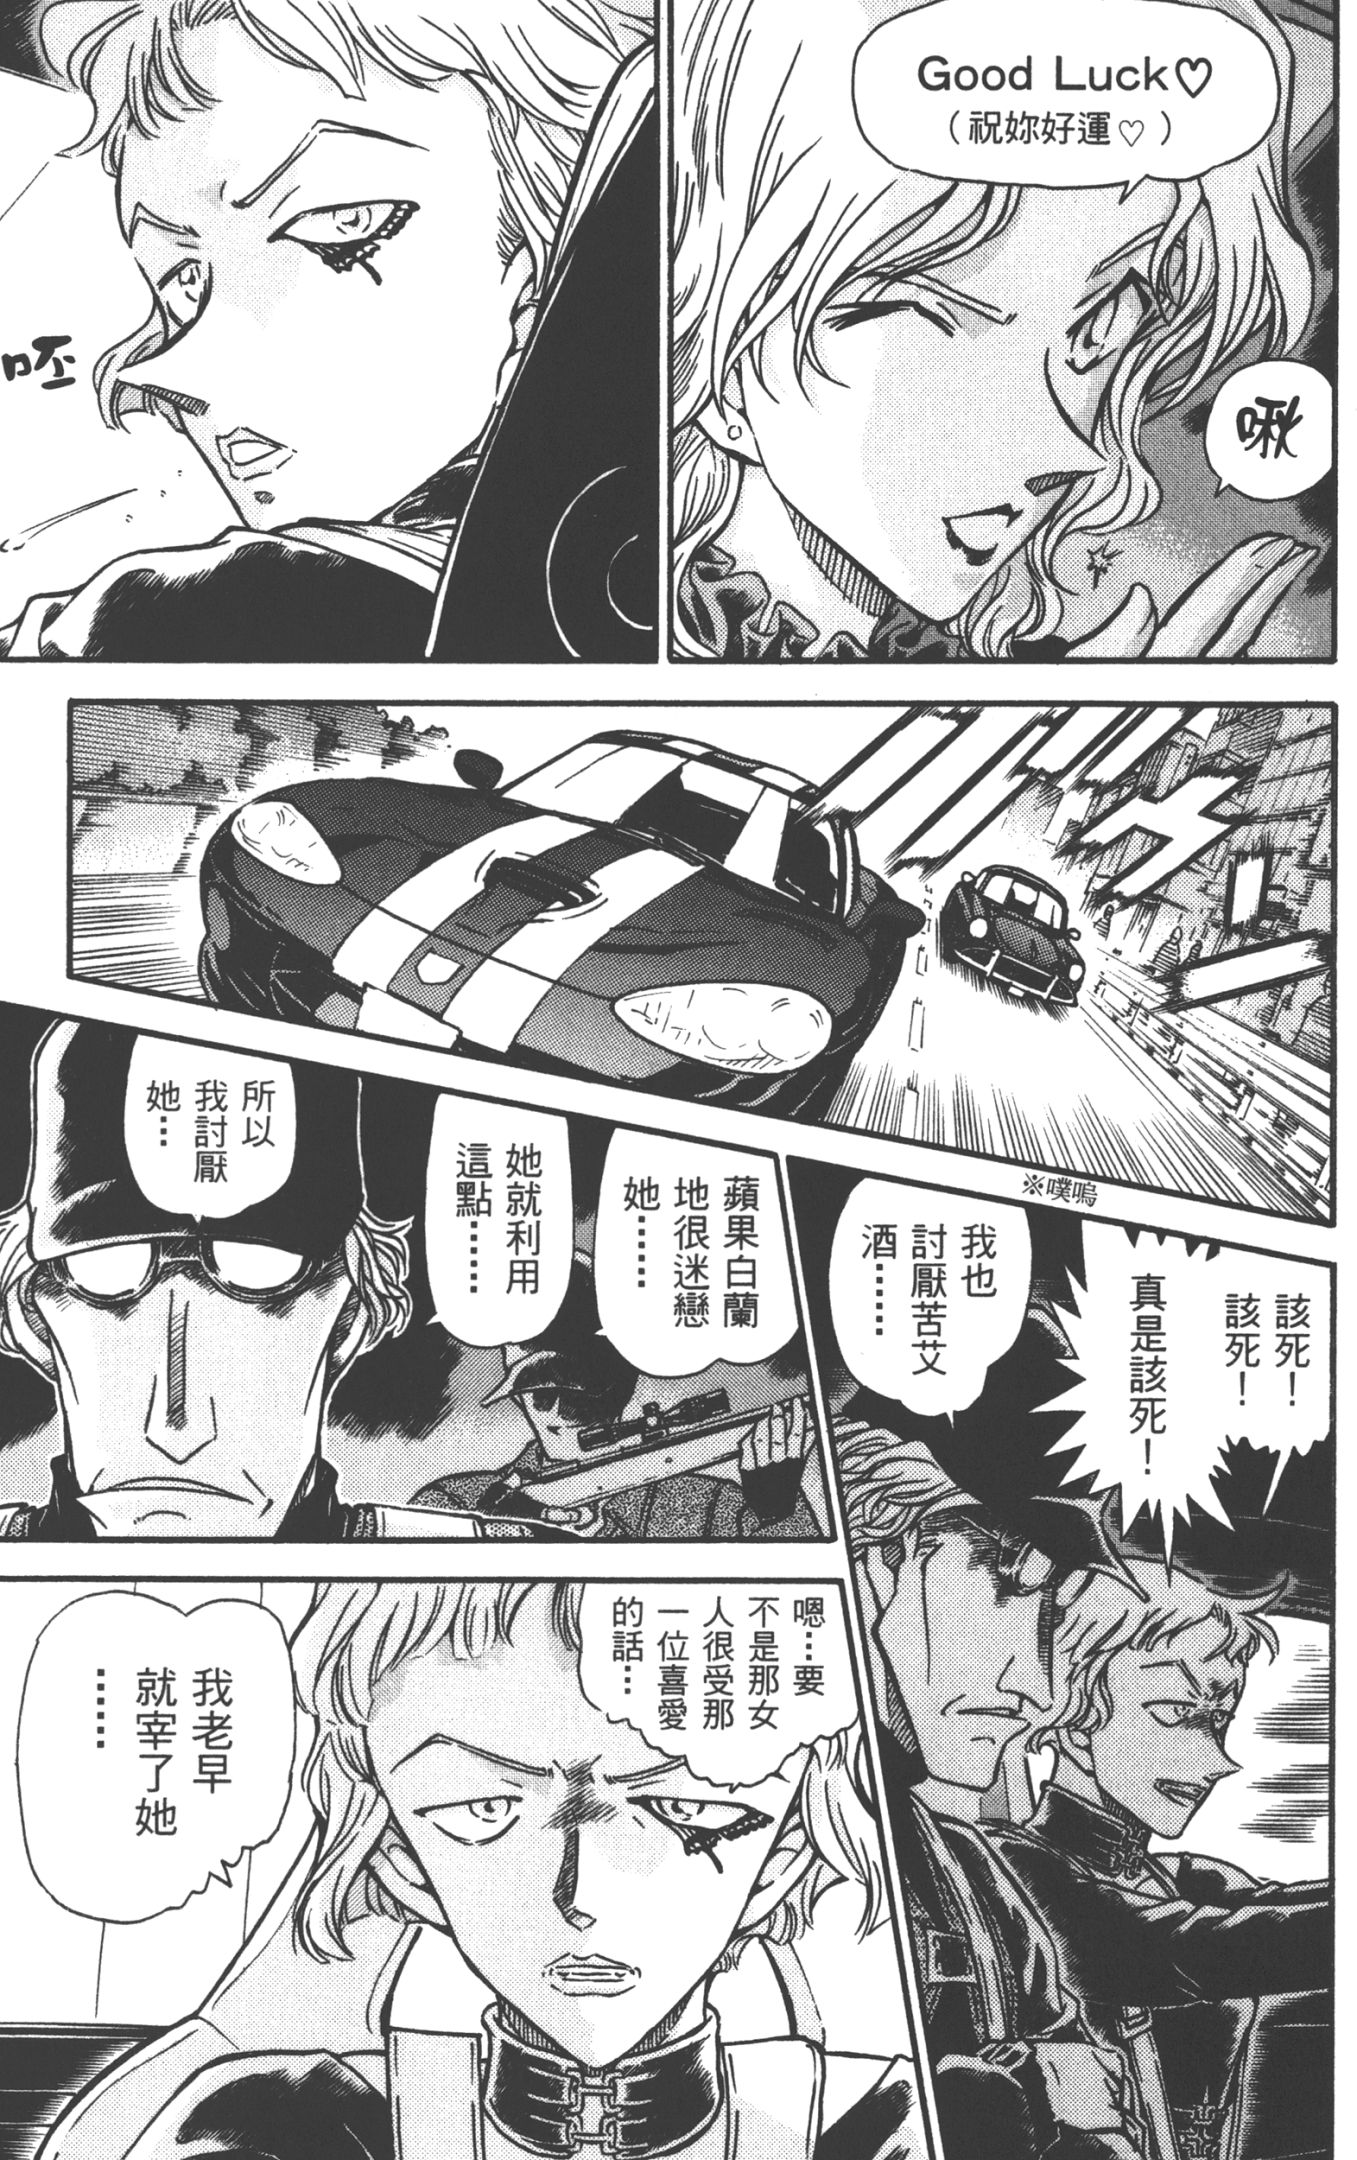 Good Luck♡
（祝妳好運♡）
啾
呸
※噗嗚
該死！
該死！
真是該死！
我也
討厭苦艾
酒……
蘋果白蘭
地很迷戀
她……
她就利用
這點……
所以
我討厭
她…
嗯…要
不是那女
人很受那
一位喜愛
的話…
我老早
就宰了她
……